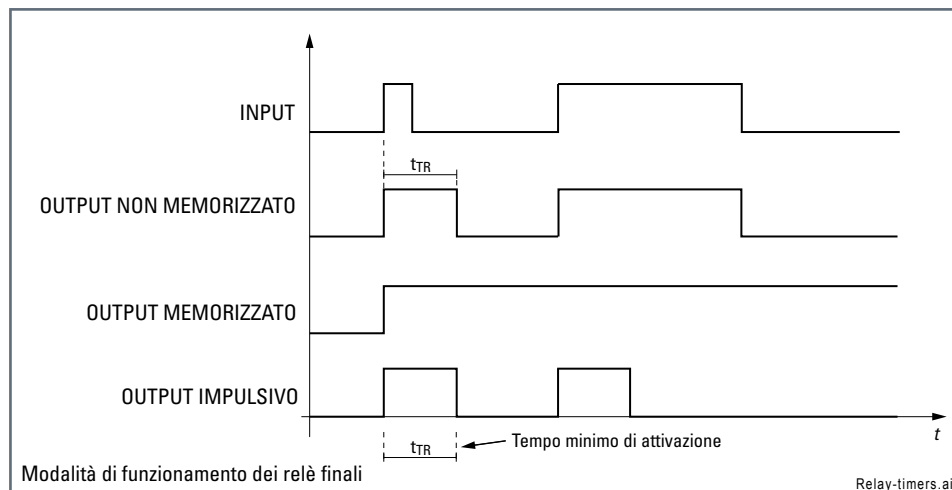 INPUT
tTR
OUTPUT NON MEMORIZZATO
OUTPUT MEMORIZZATO
OUTPUT IMPULSIVO
t
tTR
Tempo minimo di attivazione
Modalità di funzionamento dei relè finali
Relay-timers.ai